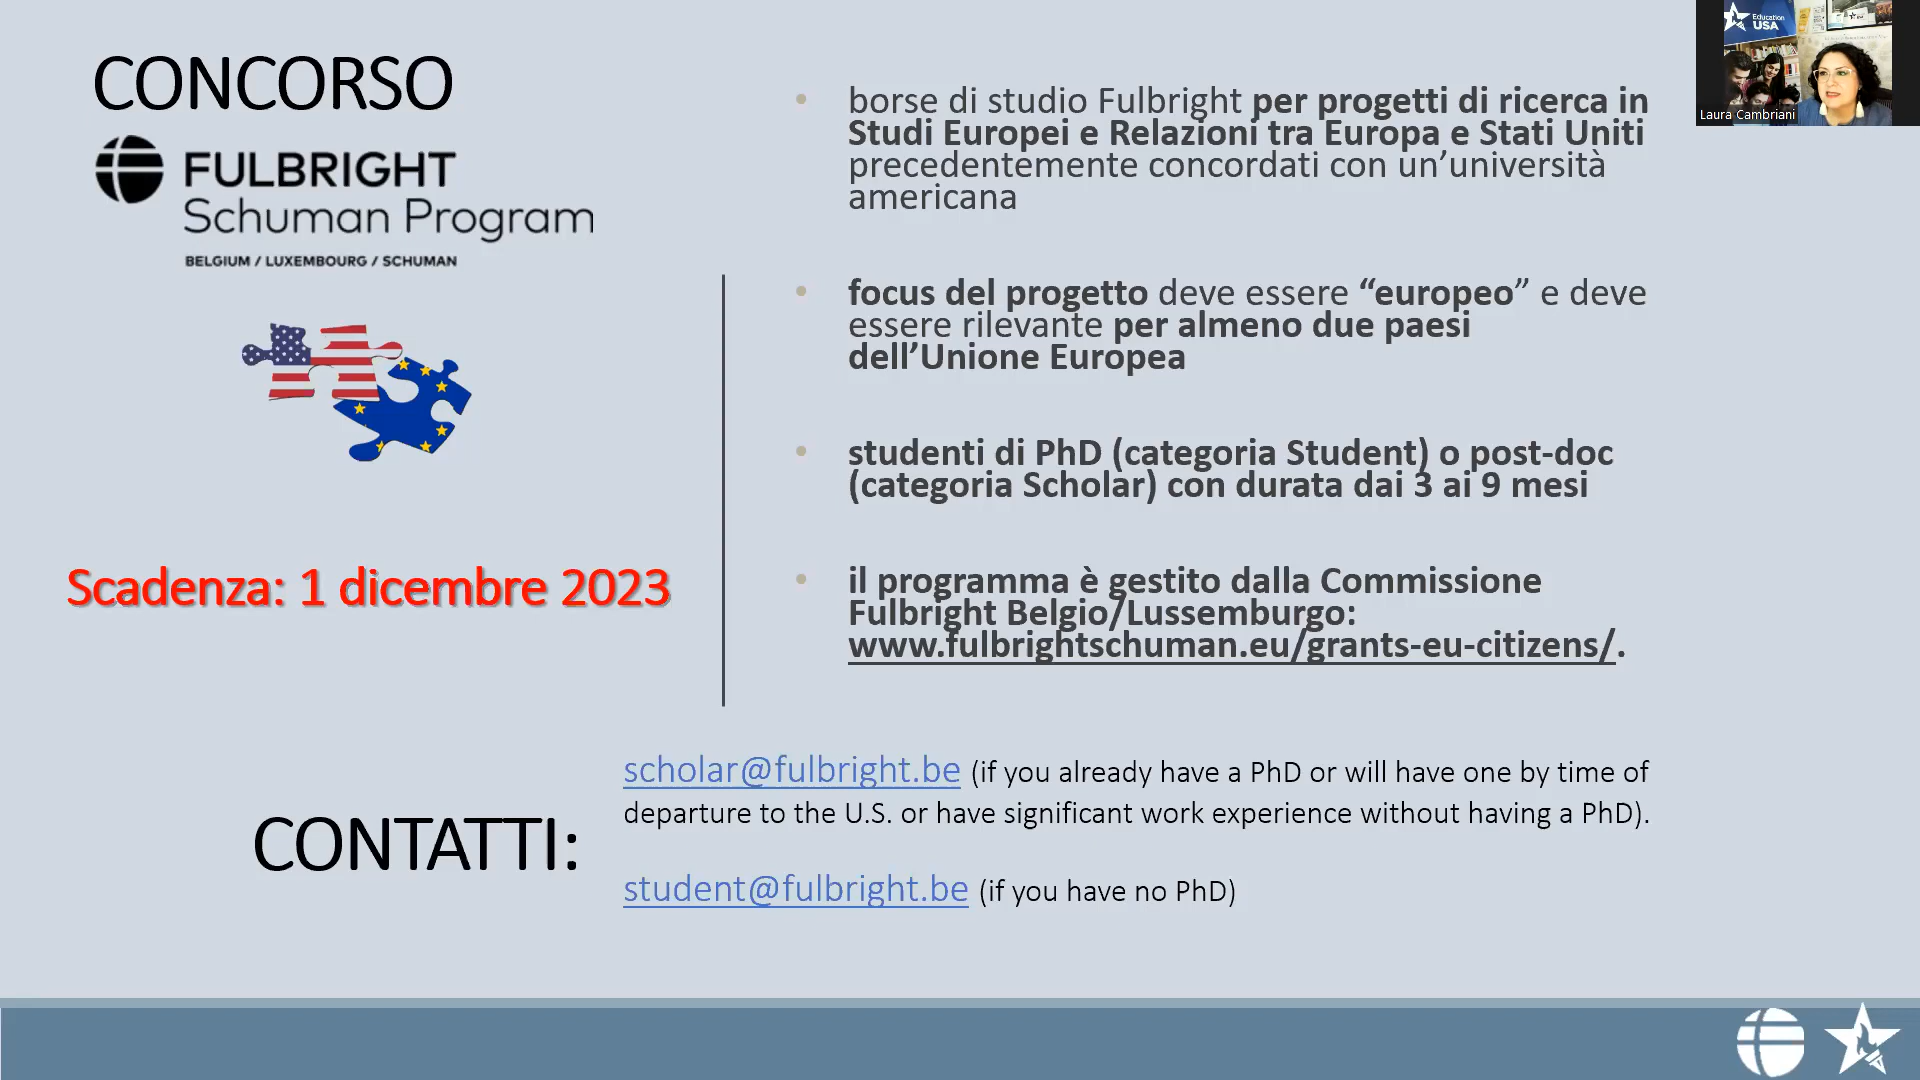 CONCORSO
FULBRIGHT
Schuman Program
BELGIUM / LUXEMBOURG / SCHUMAN
Scadenza: 1 dicembre 2023
• borse di studio Fulbright per progetti di ricerca in
Studi Europei e Relazioni tra Europa e Stati Uniti
precedentemente concordati con un’università
americana
• focus del progetto deve essere “europeo” e deve
essere rilevante per almeno due paesi
dell’Unione Europea
• studenti di PhD (categoria Student) o post-doc
(categoria Scholar) con durata dai 3 ai 9 mesi
• il programma è gestito dalla Commissione
Fulbright Belgio/Lussemburgo:
www.fulbrightschuman.eu/grants-eu-citizens/.
CONTATTI:
scholar@fulbright.be (if you already have a PhD or will have one by time of
departure to the U.S. or have significant work experience without having a PhD).
student@fulbright.be (if you have no PhD)
Education
USA
Laura Cambriani